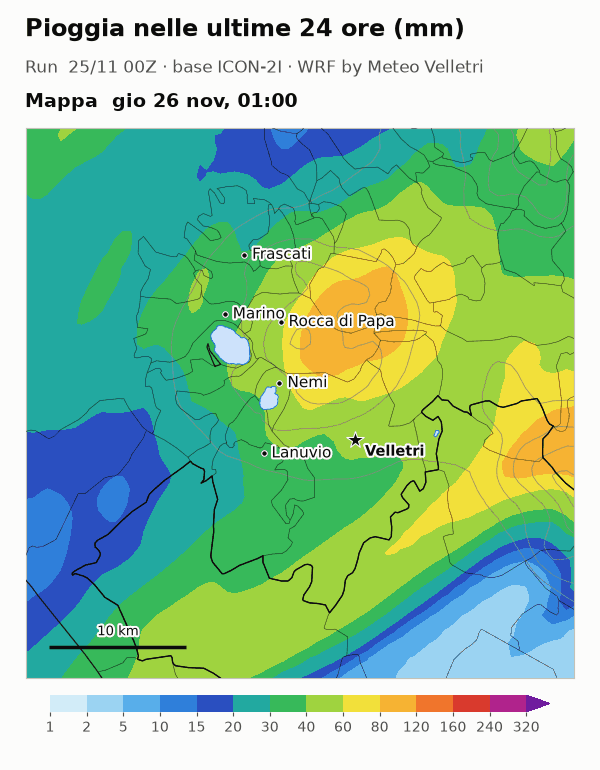 Pioggia nelle ultime 24 ore (mm)
Run  25/11 00Z · base ICON-2I · WRF by Meteo Velletri
Mappa  gio 26 nov, 01:00
Frascati
Marino
Rocca di Papa
Nemi
Velletri
Lanuvio
10 km
1 2 5 10 15 20 30 40 60 80 120 160 240 320